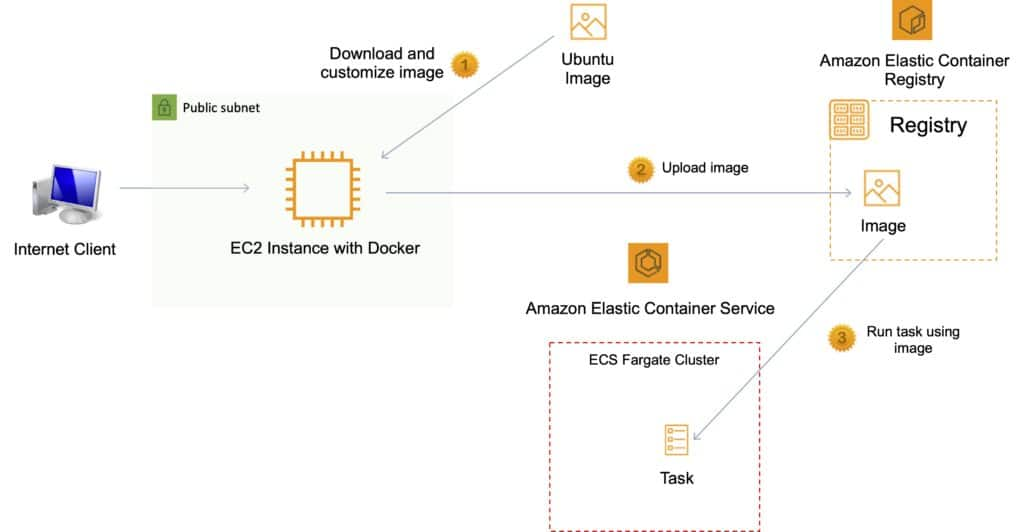 Download and
customize image
1
Ubuntu
Image
Amazon Elastic Container
Registry
Public subnet
Registry
2
Upload image
Image
Internet Client
EC2 Instance with Docker
Amazon Elastic Container Service
3
Run task using
image
ECS Fargate Cluster
Task